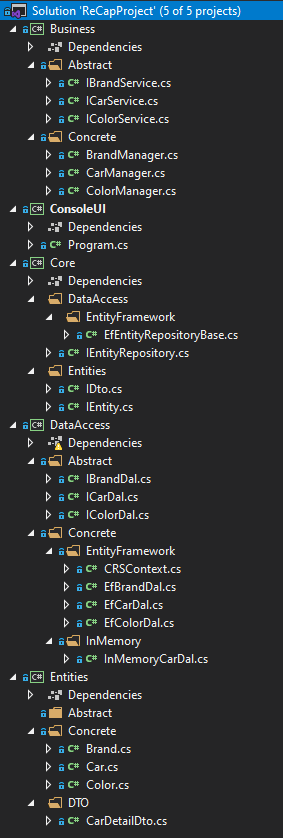 Solution 'ReCapProject' (5 of 5 projects)
C# Business
Dependencies
Abstract
C# IBrandService.cs
C# ICarService.cs
C# IColorService.cs
Concrete
C# BrandManager.cs
C# CarManager.cs
C# ColorManager.cs
C# ConsoleUI
Dependencies
C# Program.cs
C# Core
Dependencies
DataAccess
EntityFramework
C# EfEntityRepositoryBase.cs
C# IEntityRepository.cs
Entities
C# IDto.cs
C# IEntity.cs
C# DataAccess
Dependencies
Abstract
C# IBrandDal.cs
C# ICarDal.cs
C# IColorDal.cs
Concrete
EntityFramework
C# CRSContext.cs
C# EfBrandDal.cs
C# EfCarDal.cs
C# EfColorDal.cs
InMemory
C# InMemoryCarDal.cs
C# Entities
Dependencies
Abstract
Concrete
C# Brand.cs
C# Car.cs
C# Color.cs
DTO
C# CarDetailDto.cs